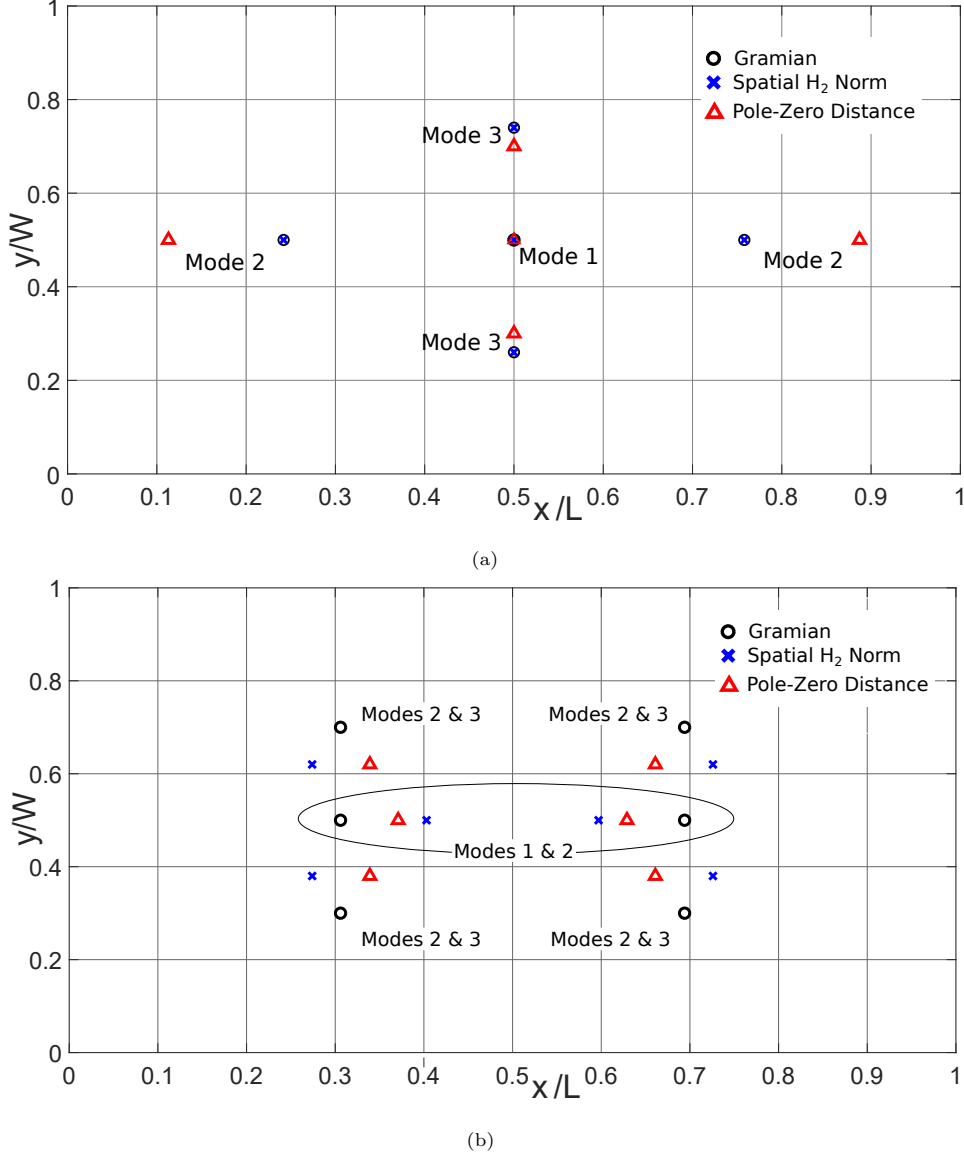 1
Gramian
Spatial H₂ Norm
Pole-Zero Distance
0.8
Mode 3
0.6
y/W
Mode 2
Mode 1
Mode 2
0.4
Mode 3
0.2
0
0 0.1 0.2 0.3 0.4 0.5 0.6 0.7 0.8 0.9 1
x/L
(a)
1
Gramian
Spatial H₂ Norm
Pole-Zero Distance
0.8
Modes 2 & 3 Modes 2 & 3
0.6
y/W
Modes 1 & 2
0.4
Modes 2 & 3 Modes 2 & 3
0.2
0
0 0.1 0.2 0.3 0.4 0.5 0.6 0.7 0.8 0.9 1
x/L
(b)